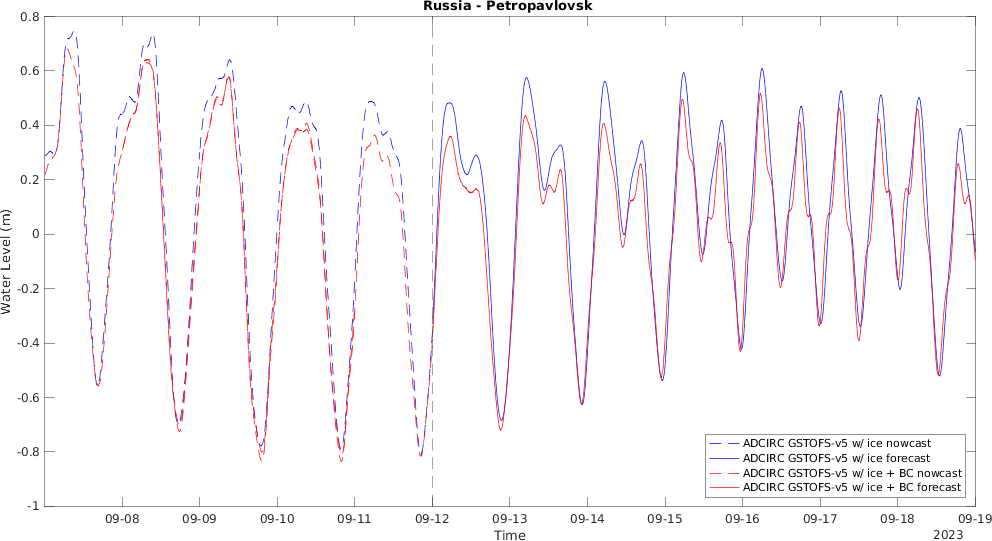 Russia - Petropavlovsk
0.8
0.6
0.4
0.2
0
-0.2
-0.4
-0.6
-0.8
-1
Water Level (m)
ADCIRC GSTOFS-v5 w/ ice nowcast
ADCIRC GSTOFS-v5 w/ ice forecast
ADCIRC GSTOFS-v5 w/ ice + BC nowcast
ADCIRC GSTOFS-v5 w/ ice + BC forecast
09-08 09-09 09-10 09-11 09-12 09-13 09-14 09-15 09-16 09-17 09-18 09-19
Time
2023